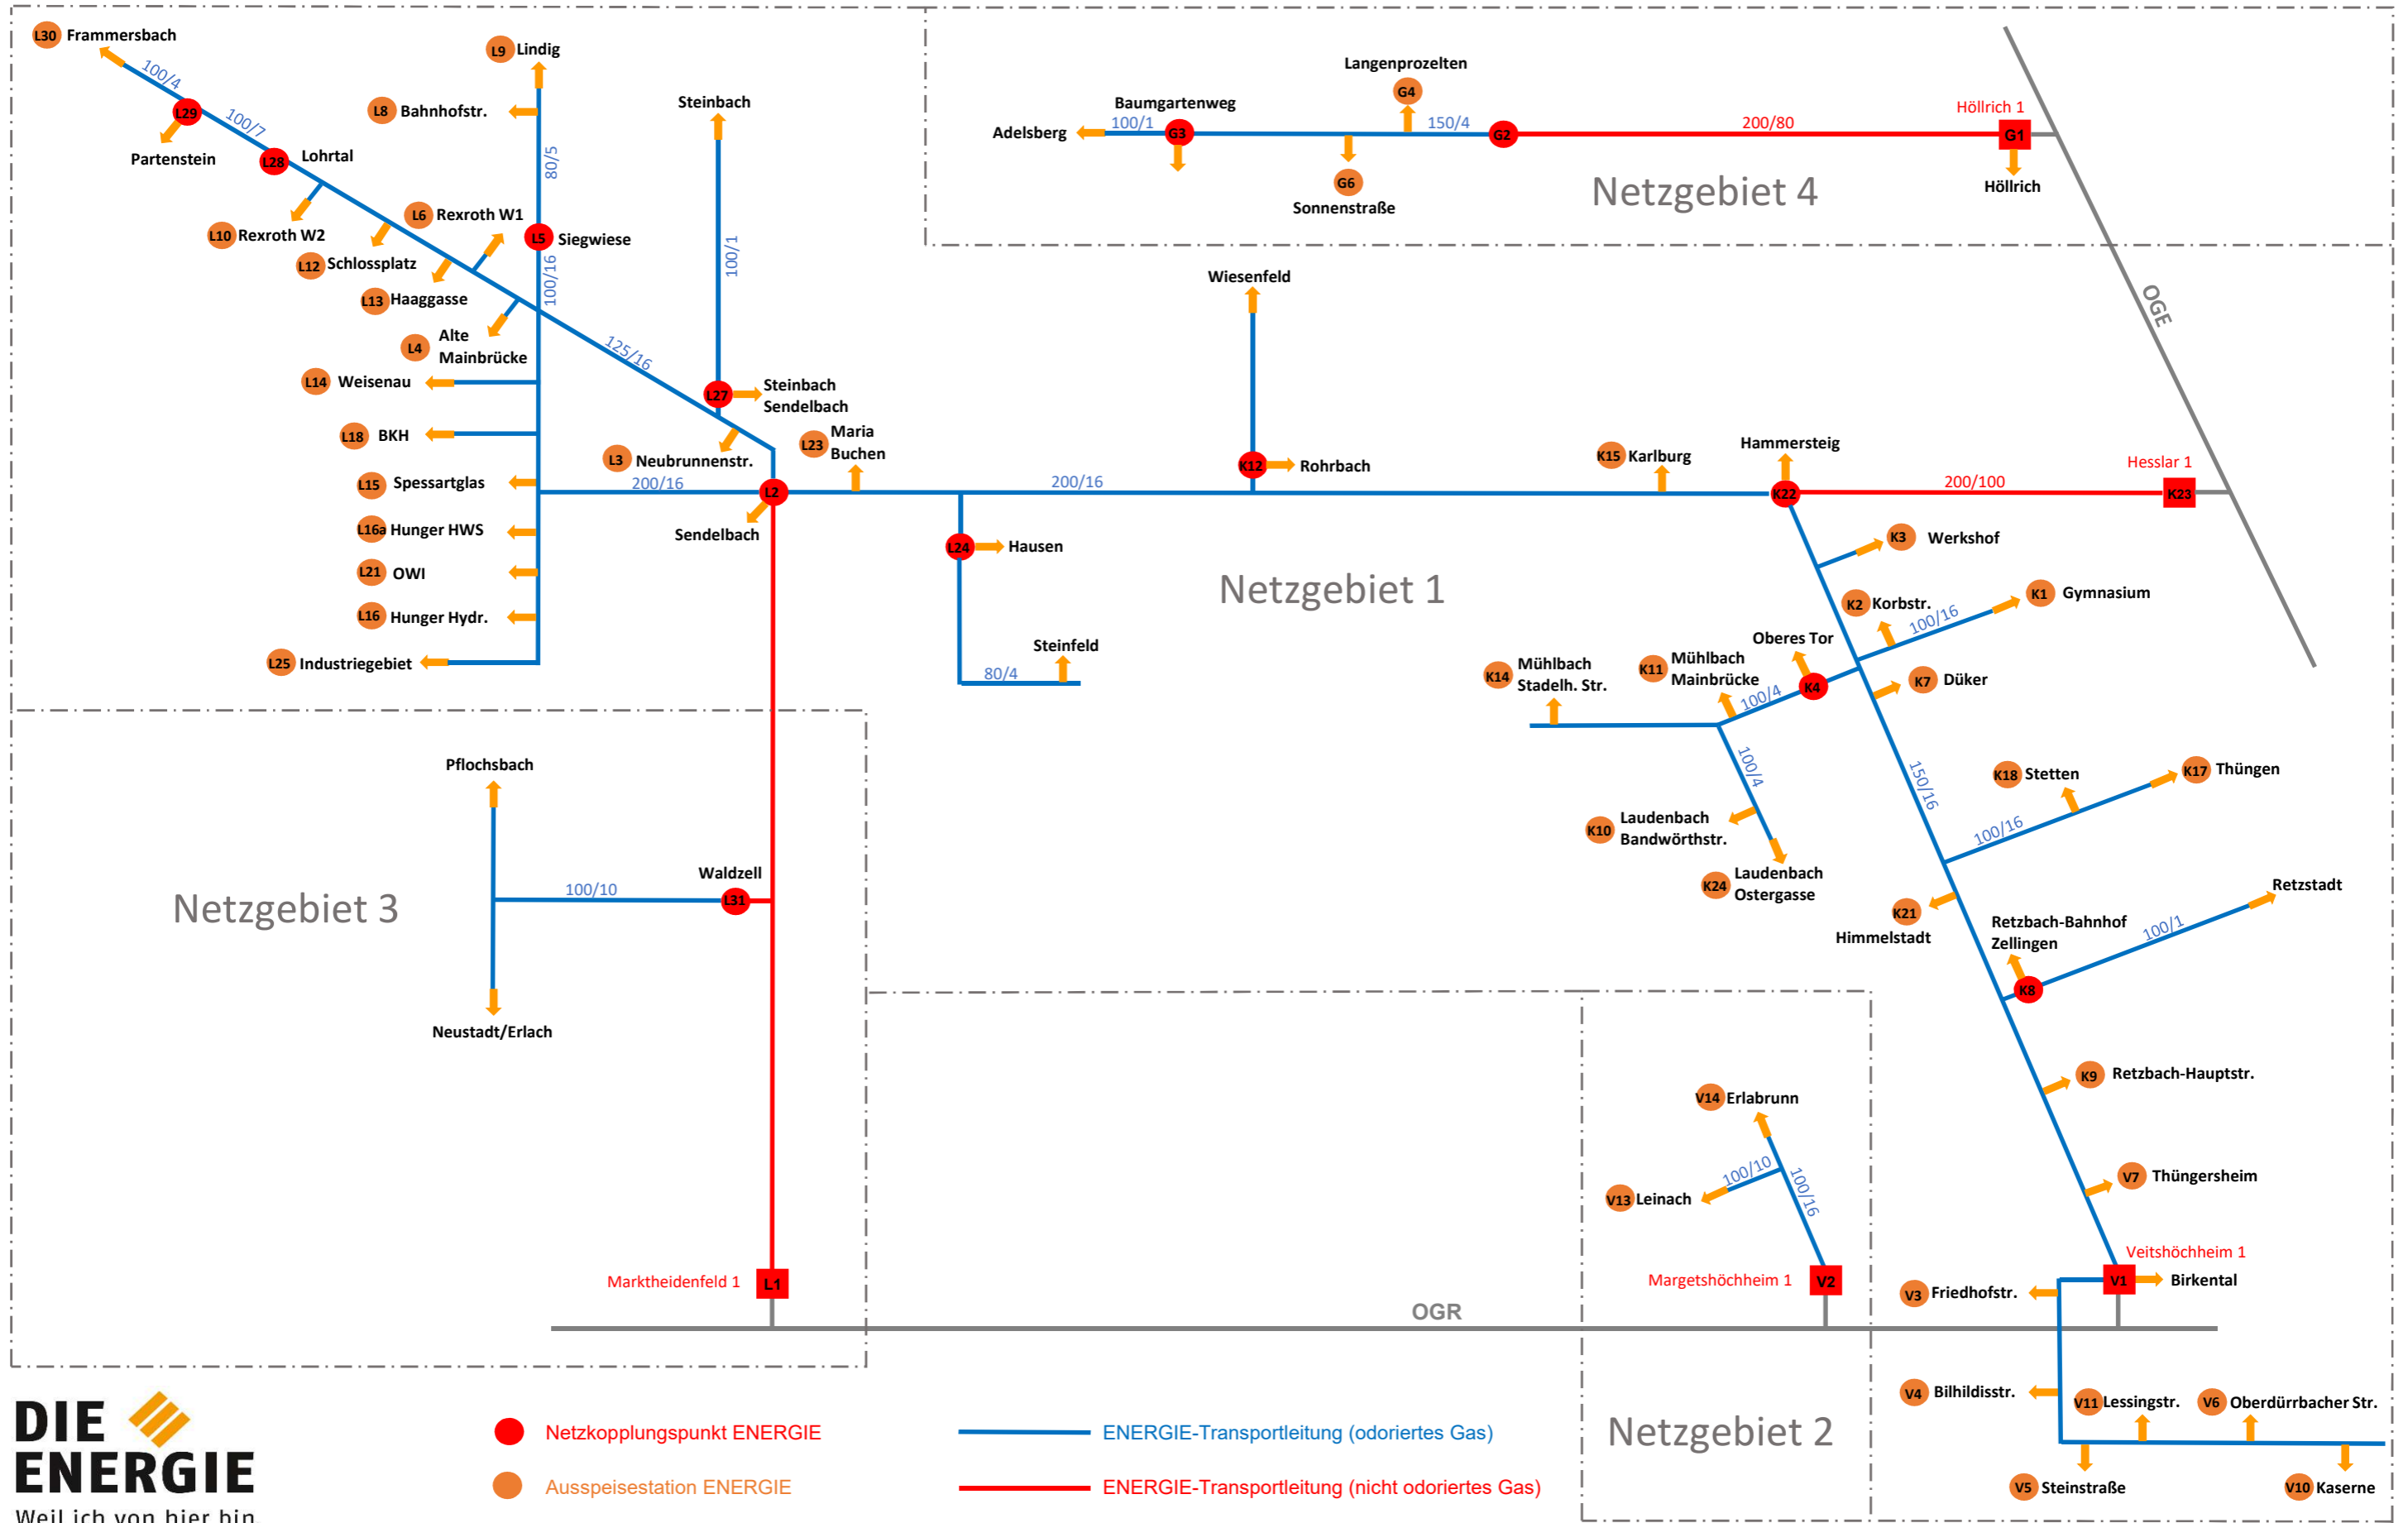 L30 Frammersbach
100/4
L29
100/7
Partenstein
L28 Lohrtal
L9 Lindig
L8 Bahnhofstr.
80/5
L6 Rexroth W1
L10 Rexroth W2
L12 Schlossplatz
L13 Haaggasse
L5 Siegwiese
100/16
L4 Alte
Mainbrücke
L14 Weisenau
L18 BKH
L15 Spessartglas
L16a Hunger HWS
L21 OWI
L16 Hunger Hydr.
L25 Industriegebiet
125/16
Steinbach
100/1
L27 Steinbach
Sendelbach
L3 Neubrunnenstr.
L23 Maria
Buchen
200/16
L2
Sendelbach
200/16
L24 Hausen
Steinfeld
80/4
Wiesenfeld
K12 Rohrbach
Netzgebiet 1
K15 Karlburg
Hammersteig
K22
200/100
Hesslar 1
K23
OGE
Langenprozelten
G4
Baumgartenweg
Adelsberg
100/1
G3
150/4
G2
200/80
Höllrich 1
G1
Höllrich
G6
Sonnenstraße
Netzgebiet 4
K3 Werkshof
K2 Korbstr.
100/16
K1 Gymnasium
Oberes Tor
K4
K7 Düker
K14 Mühlbach
Stadelh. Str.
K11 Mühlbach
Mainbrücke
100/4
100/4
K10 Laudenbach
Bandwörthstr.
K24 Laudenbach
Ostergasse
150/16
K18 Stetten
K17 Thüngen
100/16
K21
Himmelstadt
Retzbach-Bahnhof
Zellingen
K8
100/1
Retzstadt
K9 Retzbach-Hauptstr.
V7 Thüngersheim
Veitshöchheim 1
V1 Birkental
V3 Friedhofstr.
V4 Bilhildisstr.
V11 Lessingstr.
V6 Oberdürrbacher Str.
V5 Steinstraße
V10 Kaserne
Pflochsbach
Waldzell
100/10
L31
Netzgebiet 3
Neustadt/Erlach
Marktheidenfeld 1
L1
OGR
V14 Erlabrunn
100/10
V13 Leinach
100/16
Margetshöchheim 1
V2
Netzgebiet 2
DIE
ENERGIE
Weil ich von hier bin.
Netzkopplungspunkt ENERGIE
Ausspeisestation ENERGIE
ENERGIE-Transportleitung (odoriertes Gas)
ENERGIE-Transportleitung (nicht odoriertes Gas)